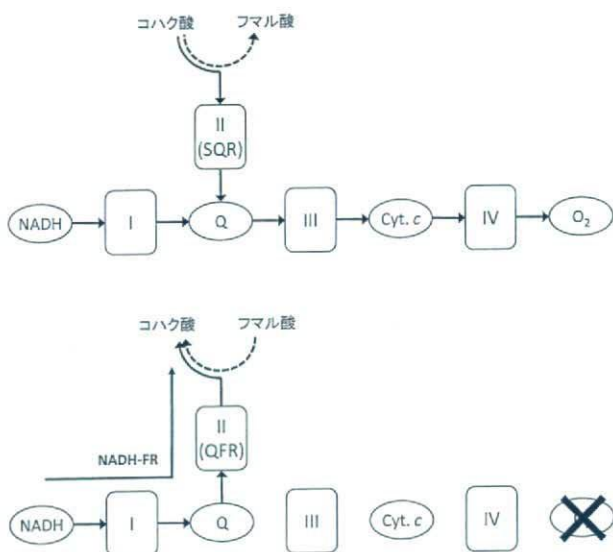 コハク酸 フマル酸
II
(SQR)
NADH I Q III Cyt. c IV O₂
コハク酸 フマル酸
II
(QFR)
NADH-FR
NADH I Q III Cyt. c IV